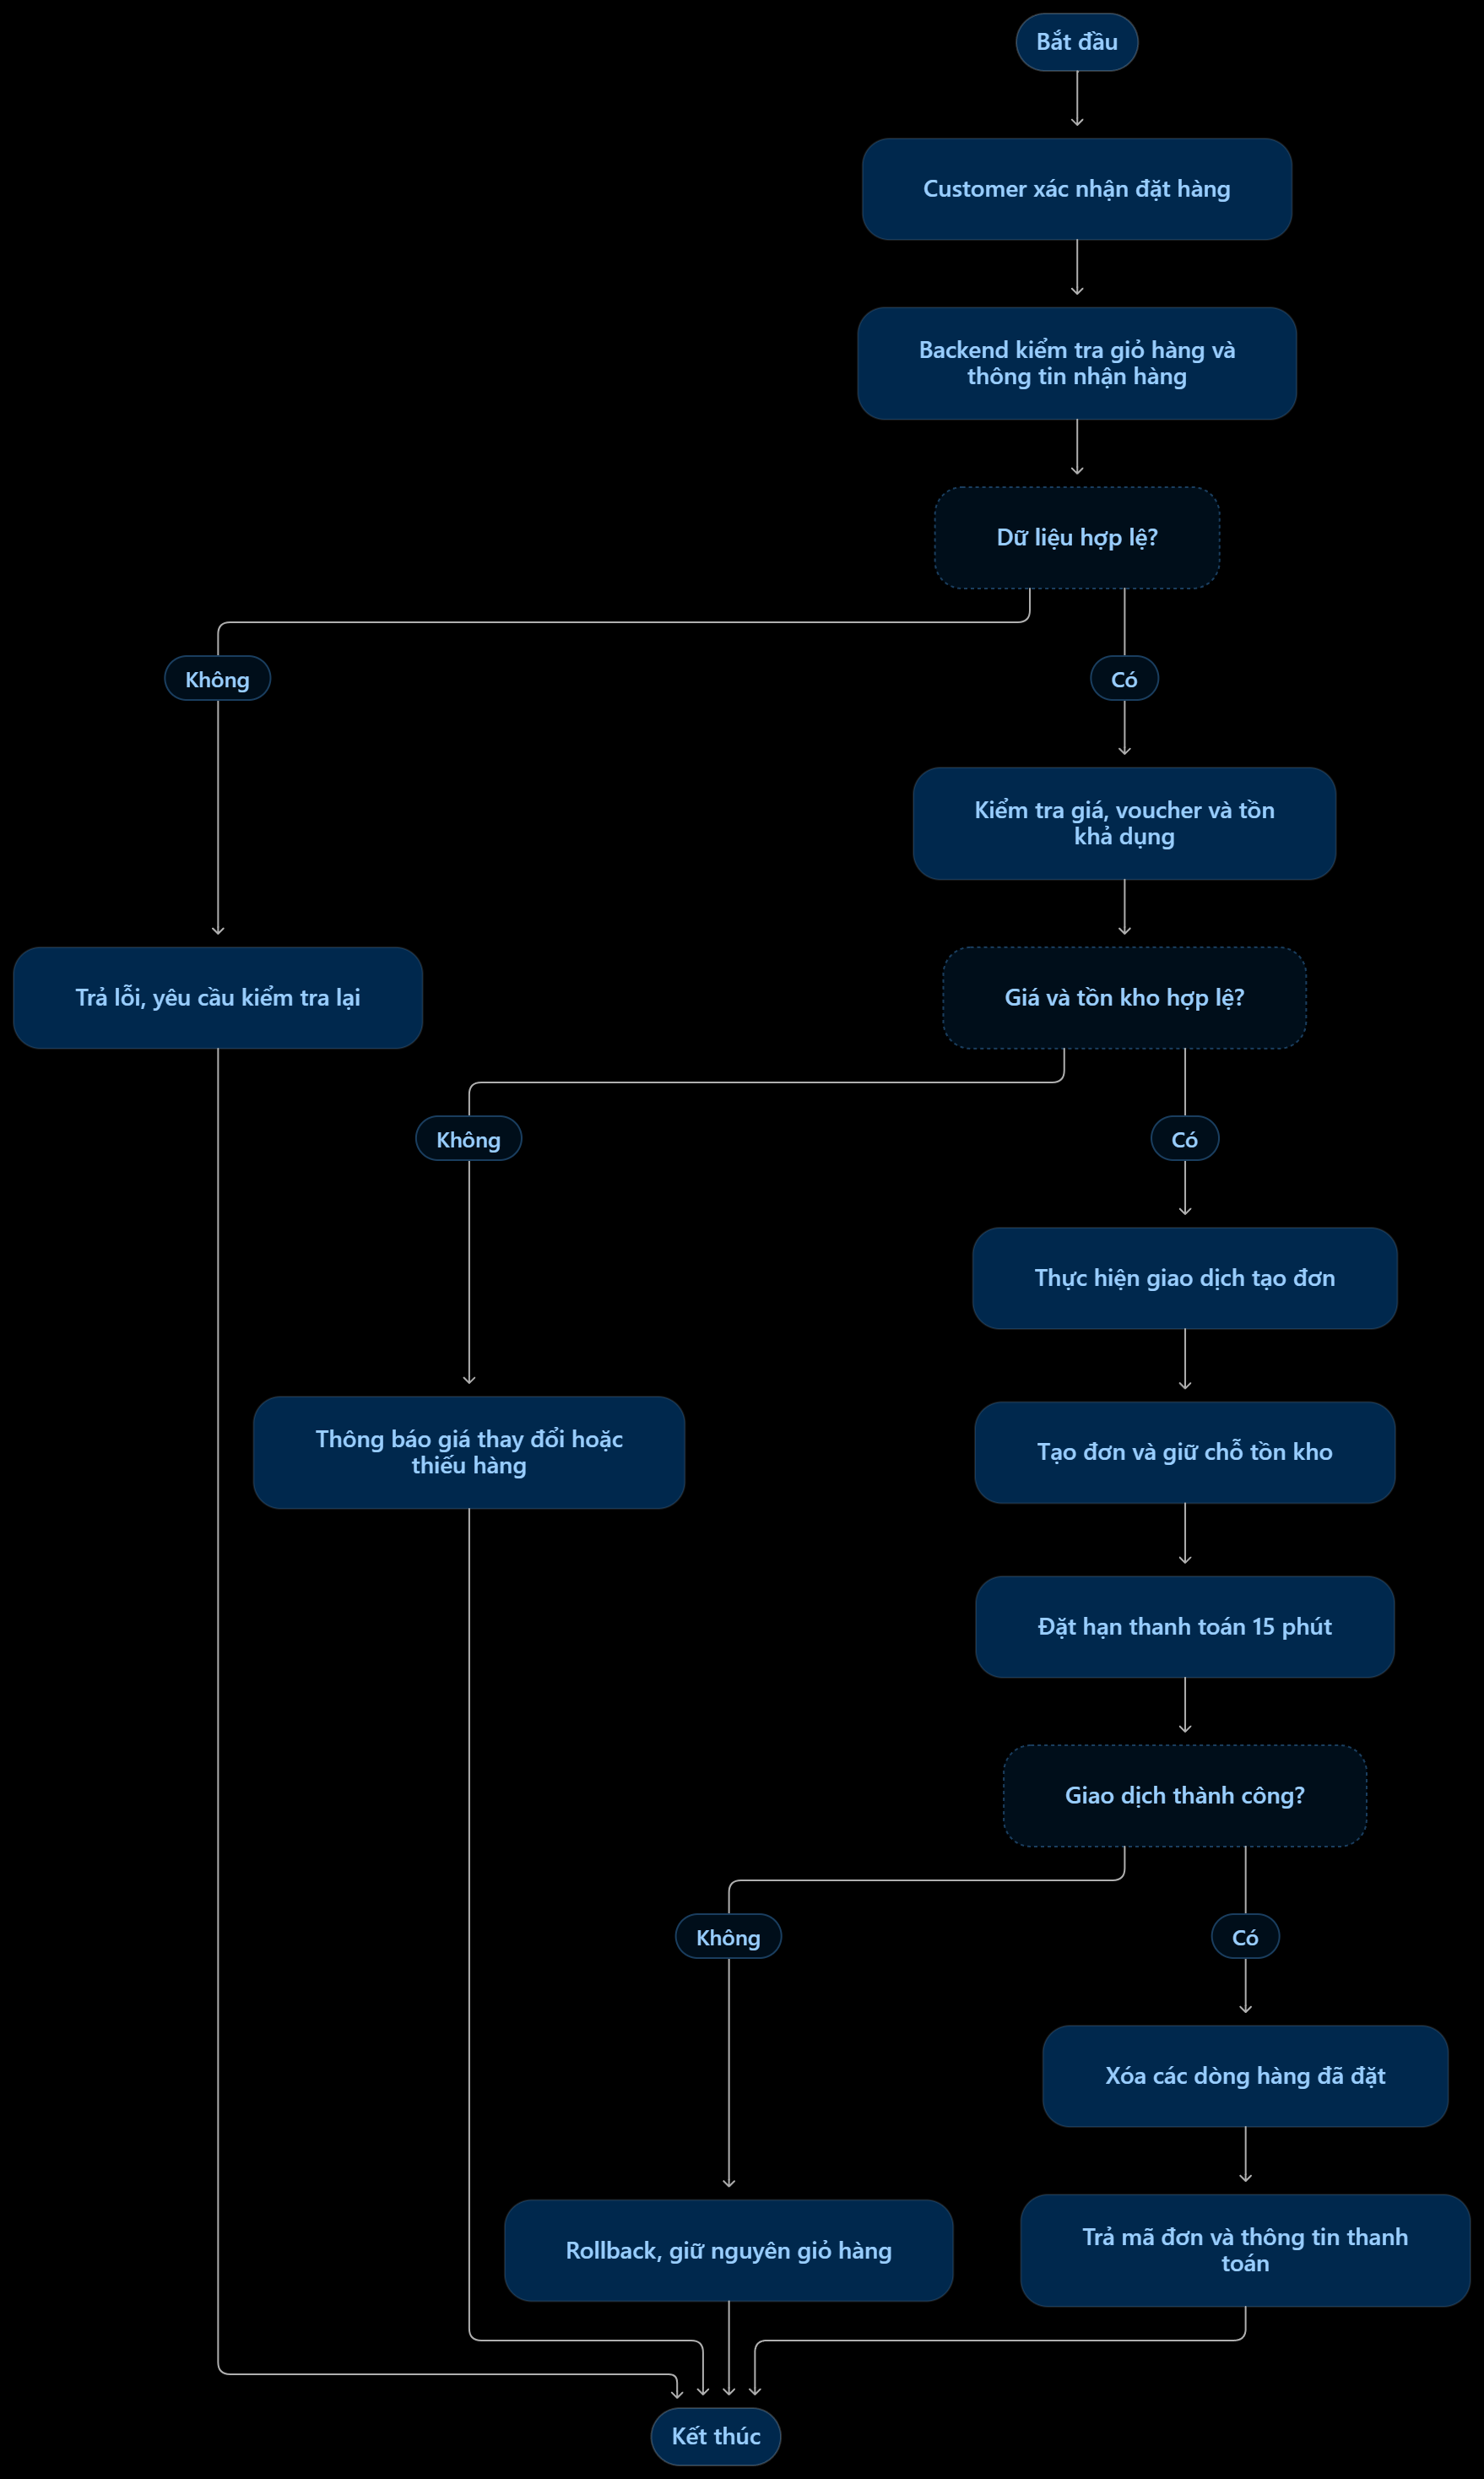 Bắt đầu
Customer xác nhận đặt hàng
Backend kiểm tra giỏ hàng và
thông tin nhận hàng
Dữ liệu hợp lệ?
Không
Có
Kiểm tra giá, voucher và tồn
khả dụng
Trả lỗi, yêu cầu kiểm tra lại
Giá và tồn kho hợp lệ?
Không
Có
Thực hiện giao dịch tạo đơn
Thông báo giá thay đổi hoặc
thiếu hàng
Tạo đơn và giữ chỗ tồn kho
Đặt hạn thanh toán 15 phút
Giao dịch thành công?
Không
Có
Xóa các dòng hàng đã đặt
Rollback, giữ nguyên giỏ hàng
Trả mã đơn và thông tin thanh
toán
Kết thúc